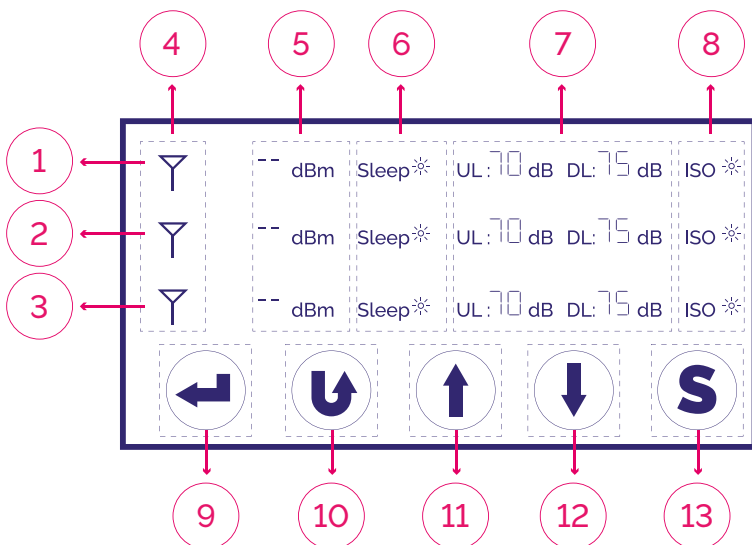 4 5 6 7 8
1 -- dBm Sleep UL: 70 dB DL: 75 dB ISO
2 -- dBm Sleep UL: 70 dB DL: 75 dB ISO
3 -- dBm Sleep UL: 70 dB DL: 75 dB ISO
S
9 10 11 12 13